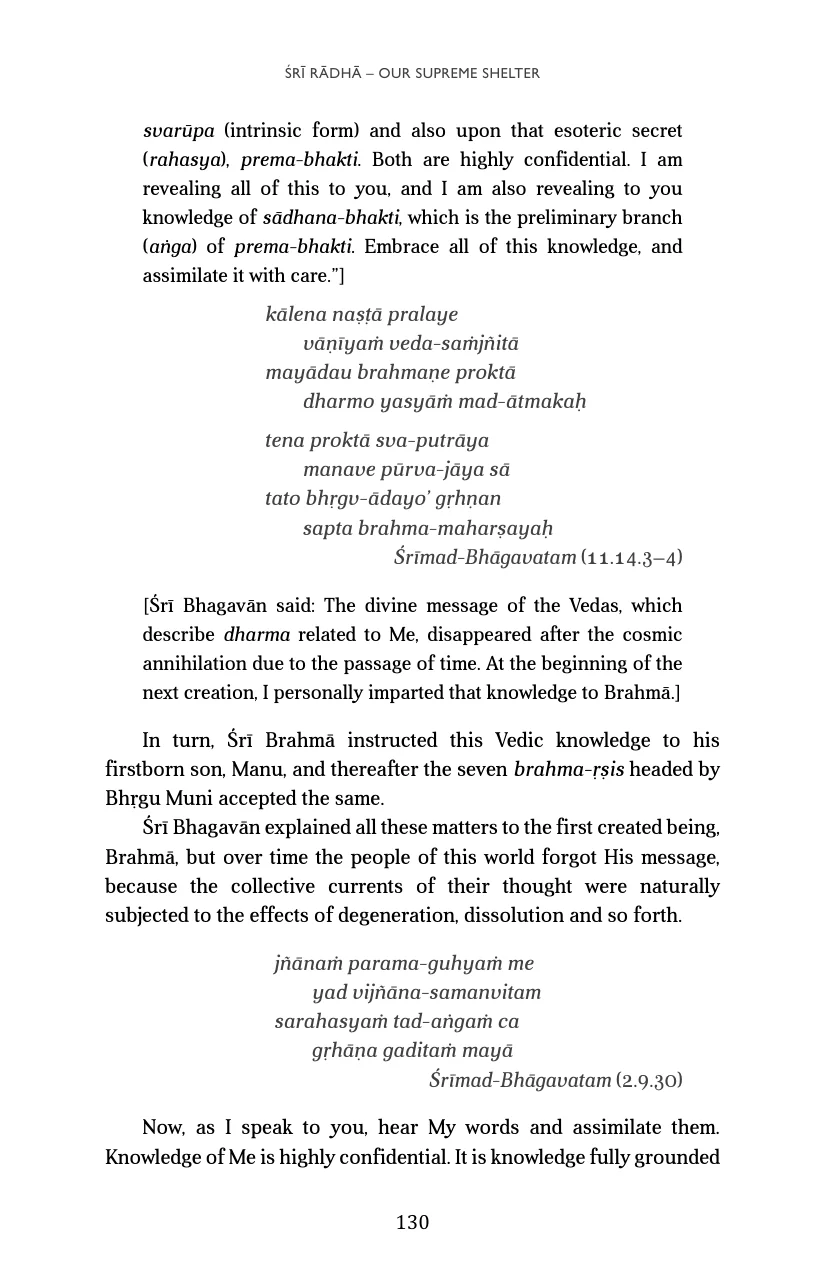 ŚRĪ RĀDHĀ – OUR SUPREME SHELTER
svarūpa (intrinsic form) and also upon that esoteric secret
(rahasya), prema-bhakti. Both are highly confidential. I am
revealing all of this to you, and I am also revealing to you
knowledge of sādhana-bhakti, which is the preliminary branch
(aṅga) of prema-bhakti. Embrace all of this knowledge, and
assimilate it with care.”]
kālena naṣṭā pralaye
vāṇīyaṁ veda-saṁjñitā
mayādau brahmaṇe proktā
dharmo yasyāṁ mad-ātmakaḥ
tena proktā sva-putrāya
manave pūrva-jāya sā
tato bhṛgv-ādayo’ gṛhṇan
sapta brahma-maharṣayaḥ
Śrīmad-Bhāgavatam (11.14.3–4)
[Śrī Bhagavān said: The divine message of the Vedas, which
describe dharma related to Me, disappeared after the cosmic
annihilation due to the passage of time. At the beginning of the
next creation, I personally imparted that knowledge to Brahmā.]
In turn, Śrī Brahmā instructed this Vedic knowledge to his
firstborn son, Manu, and thereafter the seven brahma-ṛṣis headed by
Bhṛgu Muni accepted the same.
Śrī Bhagavān explained all these matters to the first created being,
Brahmā, but over time the people of this world forgot His message,
because the collective currents of their thought were naturally
subjected to the effects of degeneration, dissolution and so forth.
jñānaṁ parama-guhyaṁ me
yad vijñāna-samanvitam
sarahasyaṁ tad-aṅgaṁ ca
gṛhāṇa gaditaṁ mayā
Śrīmad-Bhāgavatam (2.9.30)
Now, as I speak to you, hear My words and assimilate them.
Knowledge of Me is highly confidential. It is knowledge fully grounded
130